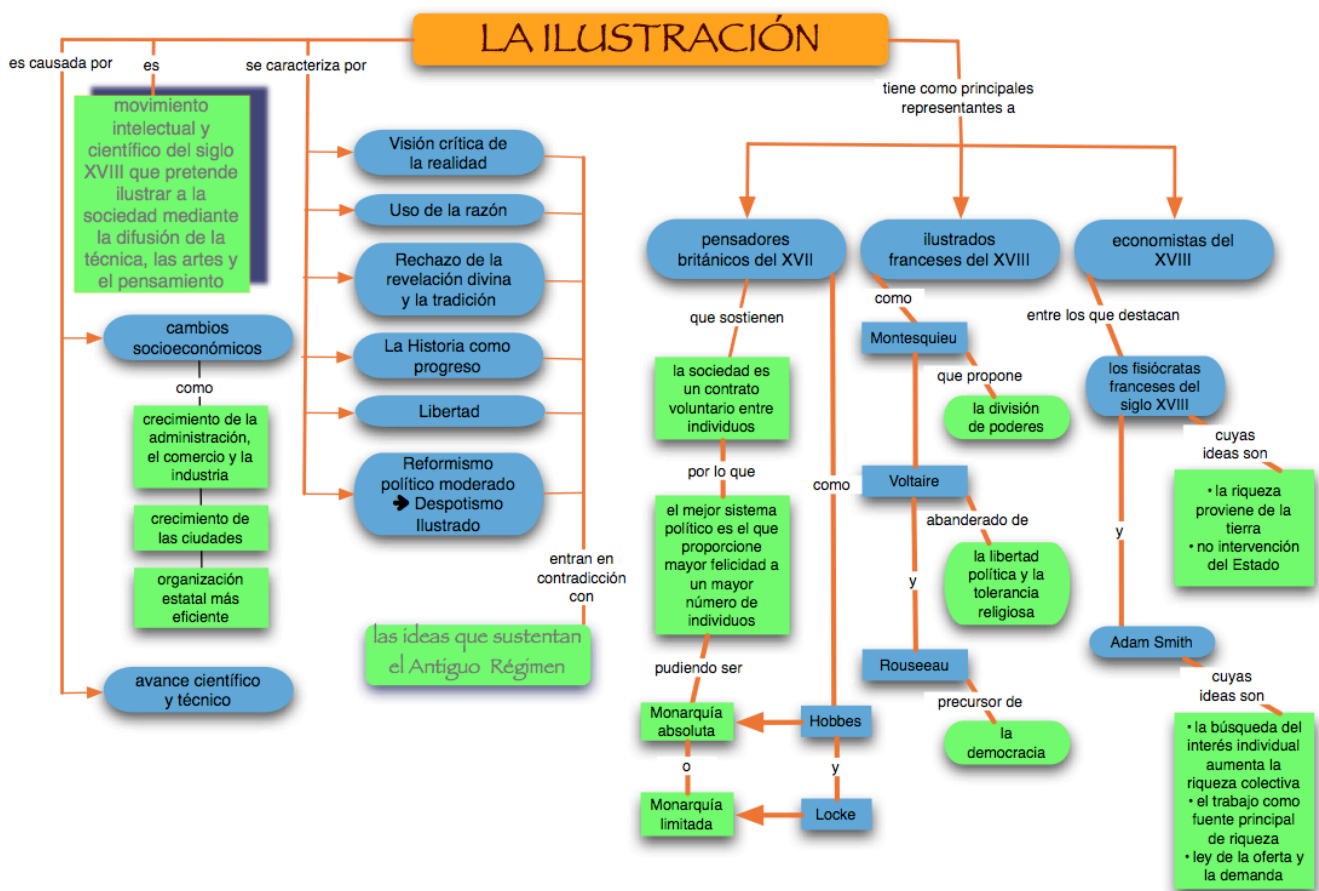 LA ILUSTRACIÓN
es causada por
es
se caracteriza por
tiene como principales
representantes a
movimiento
intelectual y
científico del siglo
XVIII que pretende
ilustrar a la
sociedad mediante
la difusión de la
técnica, las artes y
el pensamiento
cambios
socioeconómicos
como
crecimiento de la
administración,
el comercio y la
industria
crecimiento de
las ciudades
organización
estatal más
eficiente
avance científico
y técnico
Visión crítica de
la realidad
Uso de la razón
Rechazo de la
revelación divina
y la tradición
La Historia como
progreso
Libertad
Reformismo
político moderado
➔ Despotismo
Ilustrado
entran en
contradicción
con
las ideas que sustentan
el Antiguo Régimen
pensadores
británicos del XVII
que sostienen
la sociedad es
un contrato
voluntario entre
individuos
por lo que
el mejor sistema
político es el que
proporcione
mayor felicidad a
un mayor
número de
individuos
pudiendo ser
Monarquía
absoluta
o
Monarquía
limitada
como
Hobbes
y
Locke
ilustrados
franceses del XVIII
como
Montesquieu
que propone
la división
de poderes
Voltaire
abanderado de
la libertad
política y la
tolerancia
religiosa
y
Rouseeau
precursor de
la
democracia
economistas del
XVIII
entre los que destacan
los fisiócratas
franceses del
siglo XVIII
cuyas
ideas son
• la riqueza
proviene de la
tierra
• no intervención
del Estado
y
Adam Smith
cuyas
ideas son
• la búsqueda del
interés individual
aumenta la
riqueza colectiva
• el trabajo como
fuente principal
de riqueza
• ley de la oferta y
la demanda